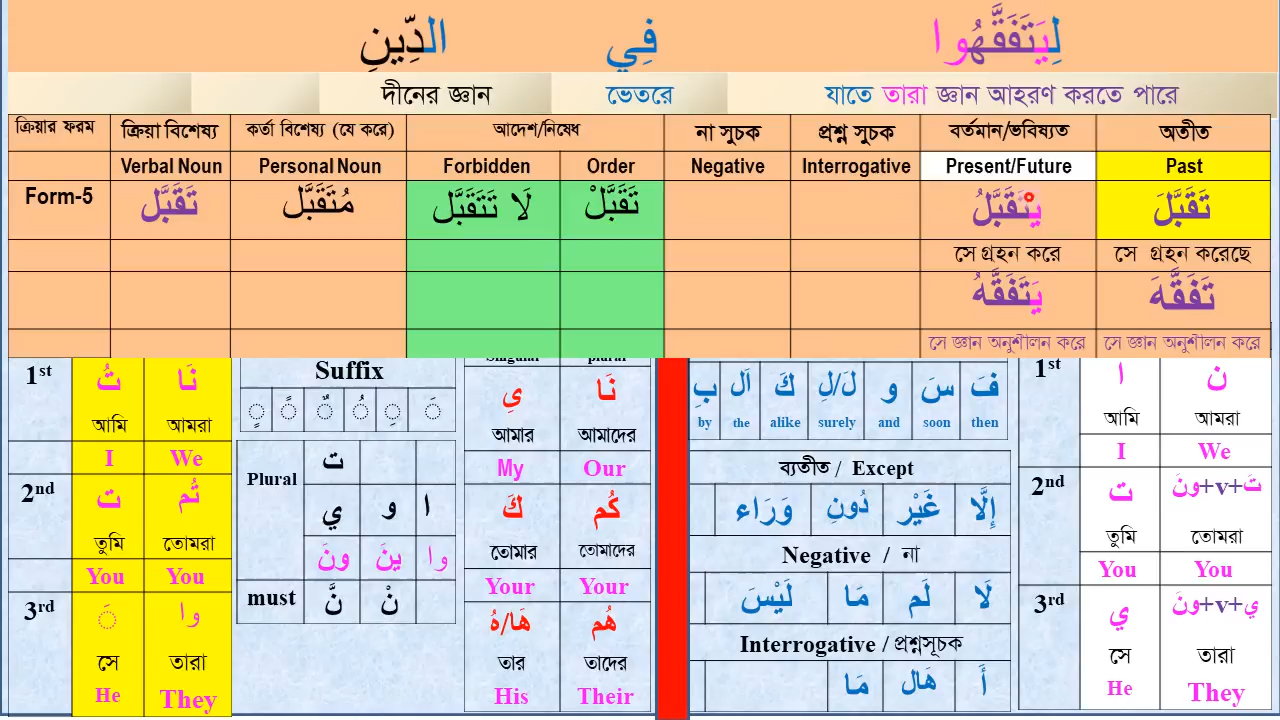 لِيَتَفَقَّهُوا فِي الدِّينِ
দীনের জ্ঞান ভেতরে যাতে তারা জ্ঞান আহরণ করতে পারে
ক্রিয়ার ফরম ক্রিয়া বিশেষ্য কর্তা বিশেষ্য (যে করে) আদেশ/নিষেধ না সুচক প্রশ্ন সুচক বর্তমান/ভবিষ্যত অতীত
Verbal Noun Personal Noun Forbidden Order Negative Interrogative Present/Future Past
Form-5 تَقَبَّل مُتَقَبَّل لَا تَتَقَبَّل تَقَبَّلْ يَتَقَبَّلُ تَقَبَّلَ
সে গ্রহন করে সে গ্রহন করেছে
يَتَفَقَّهُ تَفَقَّهَ
সে জ্ঞান অনুশীলন করে সে জ্ঞান অনুশীলন করে
1st تُ نَا
আমি আমরা
I We
2nd ت تُم
তুমি তোমরা
You You
3rd َ وا
সে তারা
He They
Suffix
ٍ ً ٌ ُ ِ َ
Plural ت
ي و ا
ونَ ينَ وا
must نَّ نْ
Singular plural
يِ نَا
আমার আমাদের
My Our
كَ كُم
তোমার তোমাদের
Your Your
هَا/هُ هُم
তার তাদের
His Their
بِ اَل كَ لَ/لِ و سَ فَ
by the alike surely and soon then
ব্যতীত / Except
وَرَاء دُونِ غَيْر إِلَّا
Negative / না
لَيْسَ مَا لَم لَا
Interrogative / প্রশ্নসূচক
مَا هَال أَ
1st ا ن
আমি আমরা
I We
2nd ت تَ+v+ونَ
তুমি তোমরা
You You
3rd ي ي+v+ونَ
সে তারা
He They